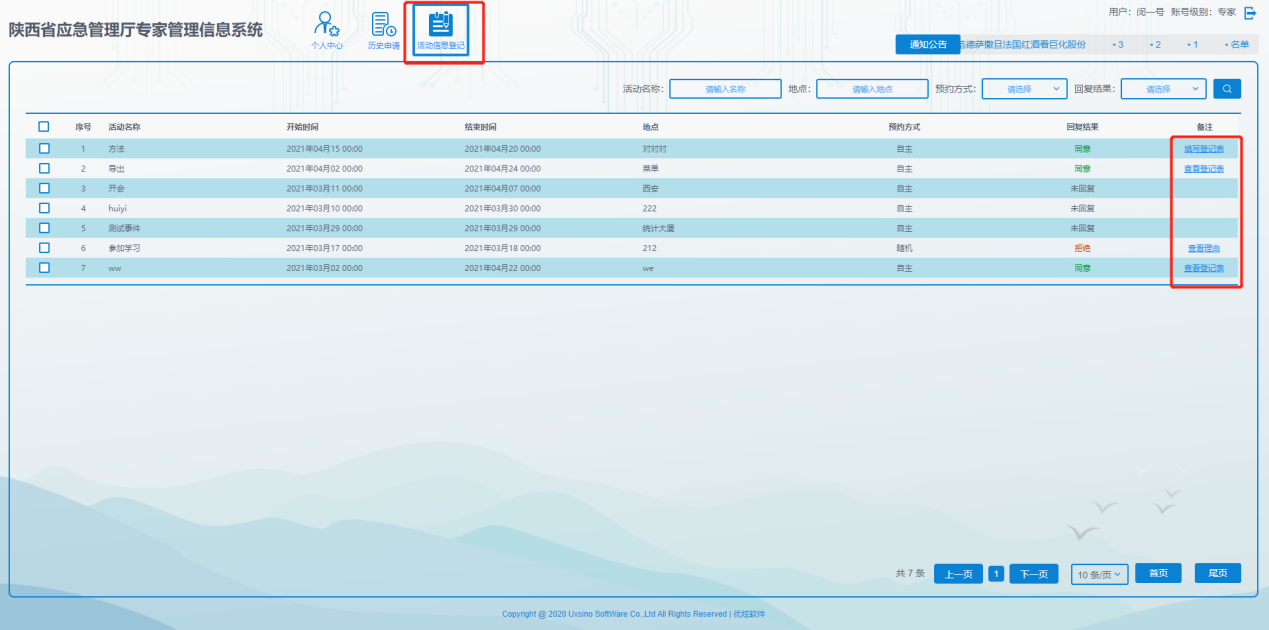 用户：闵一号 账号级别：专家
陕西省应急管理厅专家管理信息系统
个人中心 历史申请 活动信息登记
通知公告 德萨撒旦法国红酒看巨化股份 •3 •2 •1 •名单
活动名称： 请输入名称 地点： 请输入地点 预约方式： 请选择 回复结果： 请选择
序号 活动名称 开始时间 结束时间 地点 预约方式 回复结果 备注
1 方法 2021年04月15 00:00 2021年04月20 00:00 对对对 自主 同意 填写登记表
2 导出 2021年04月02 00:00 2021年04月24 00:00 菜单 自主 同意 查看登记表
3 开会 2021年03月11 00:00 2021年04月07 00:00 西安 自主 未回复
4 huiyi 2021年03月10 00:00 2021年03月30 00:00 222 自主 未回复
5 测试事件 2021年03月29 00:00 2021年03月29 00:00 统计大厦 自主 未回复
6 参加学习 2021年03月17 00:00 2021年03月18 00:00 212 随机 拒绝 查看理由
7 ww 2021年03月02 00:00 2021年04月22 00:00 we 自主 同意 查看登记表
共 7 条 上一页 1 下一页 10 条/页 首页 尾页
Copyright @ 2020 Uxsino SoftWare Co.,Ltd All Rights Reserved | 优炫软件